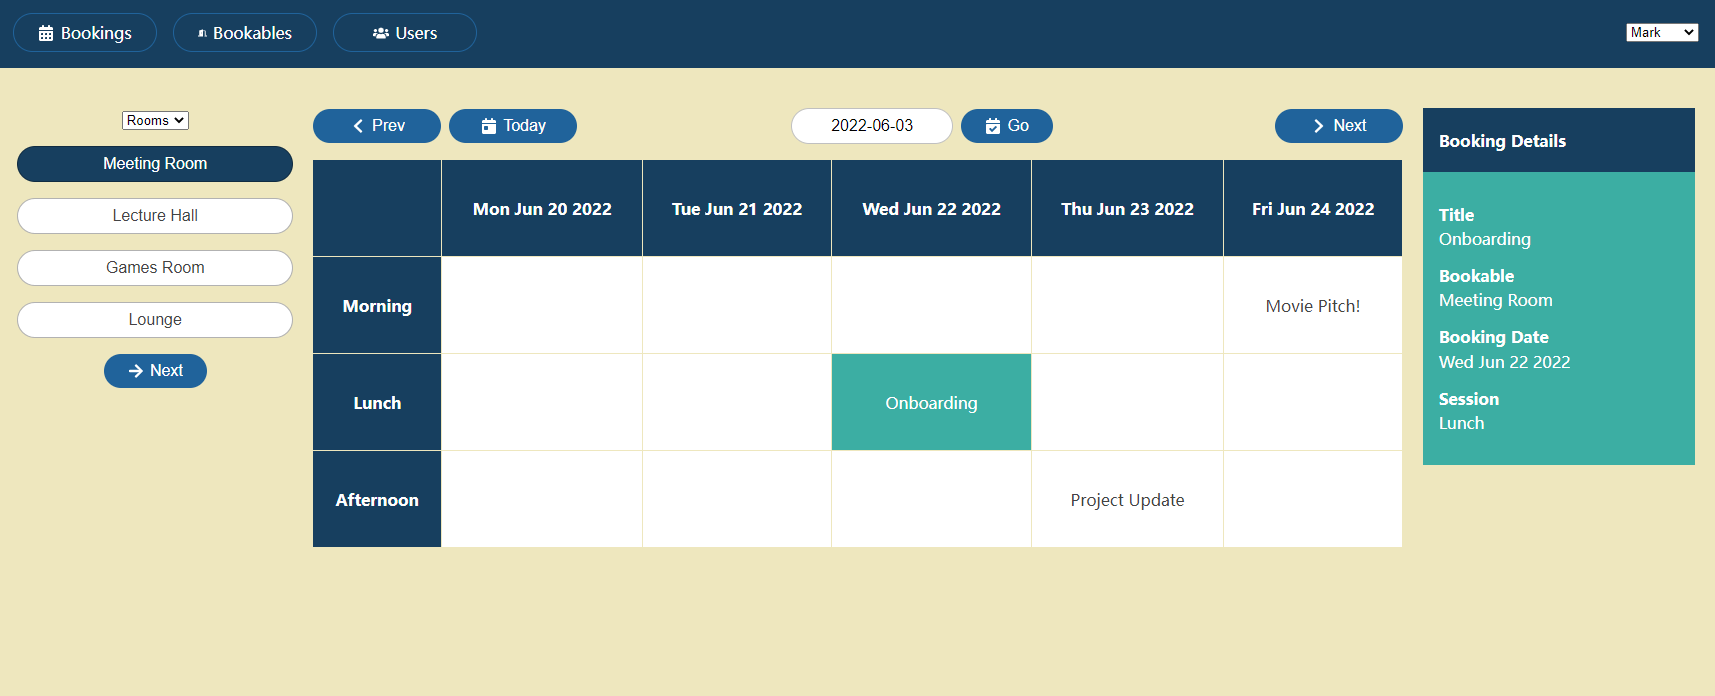 Bookings
Bookables
Users
Mark
Rooms
Meeting Room
Lecture Hall
Games Room
Lounge
Next
Prev
Today
2022-06-03
Go
Next
Mon Jun 20 2022
Tue Jun 21 2022
Wed Jun 22 2022
Thu Jun 23 2022
Fri Jun 24 2022
Morning
Movie Pitch!
Lunch
Onboarding
Afternoon
Project Update
Booking Details
Title
Onboarding
Bookable
Meeting Room
Booking Date
Wed Jun 22 2022
Session
Lunch